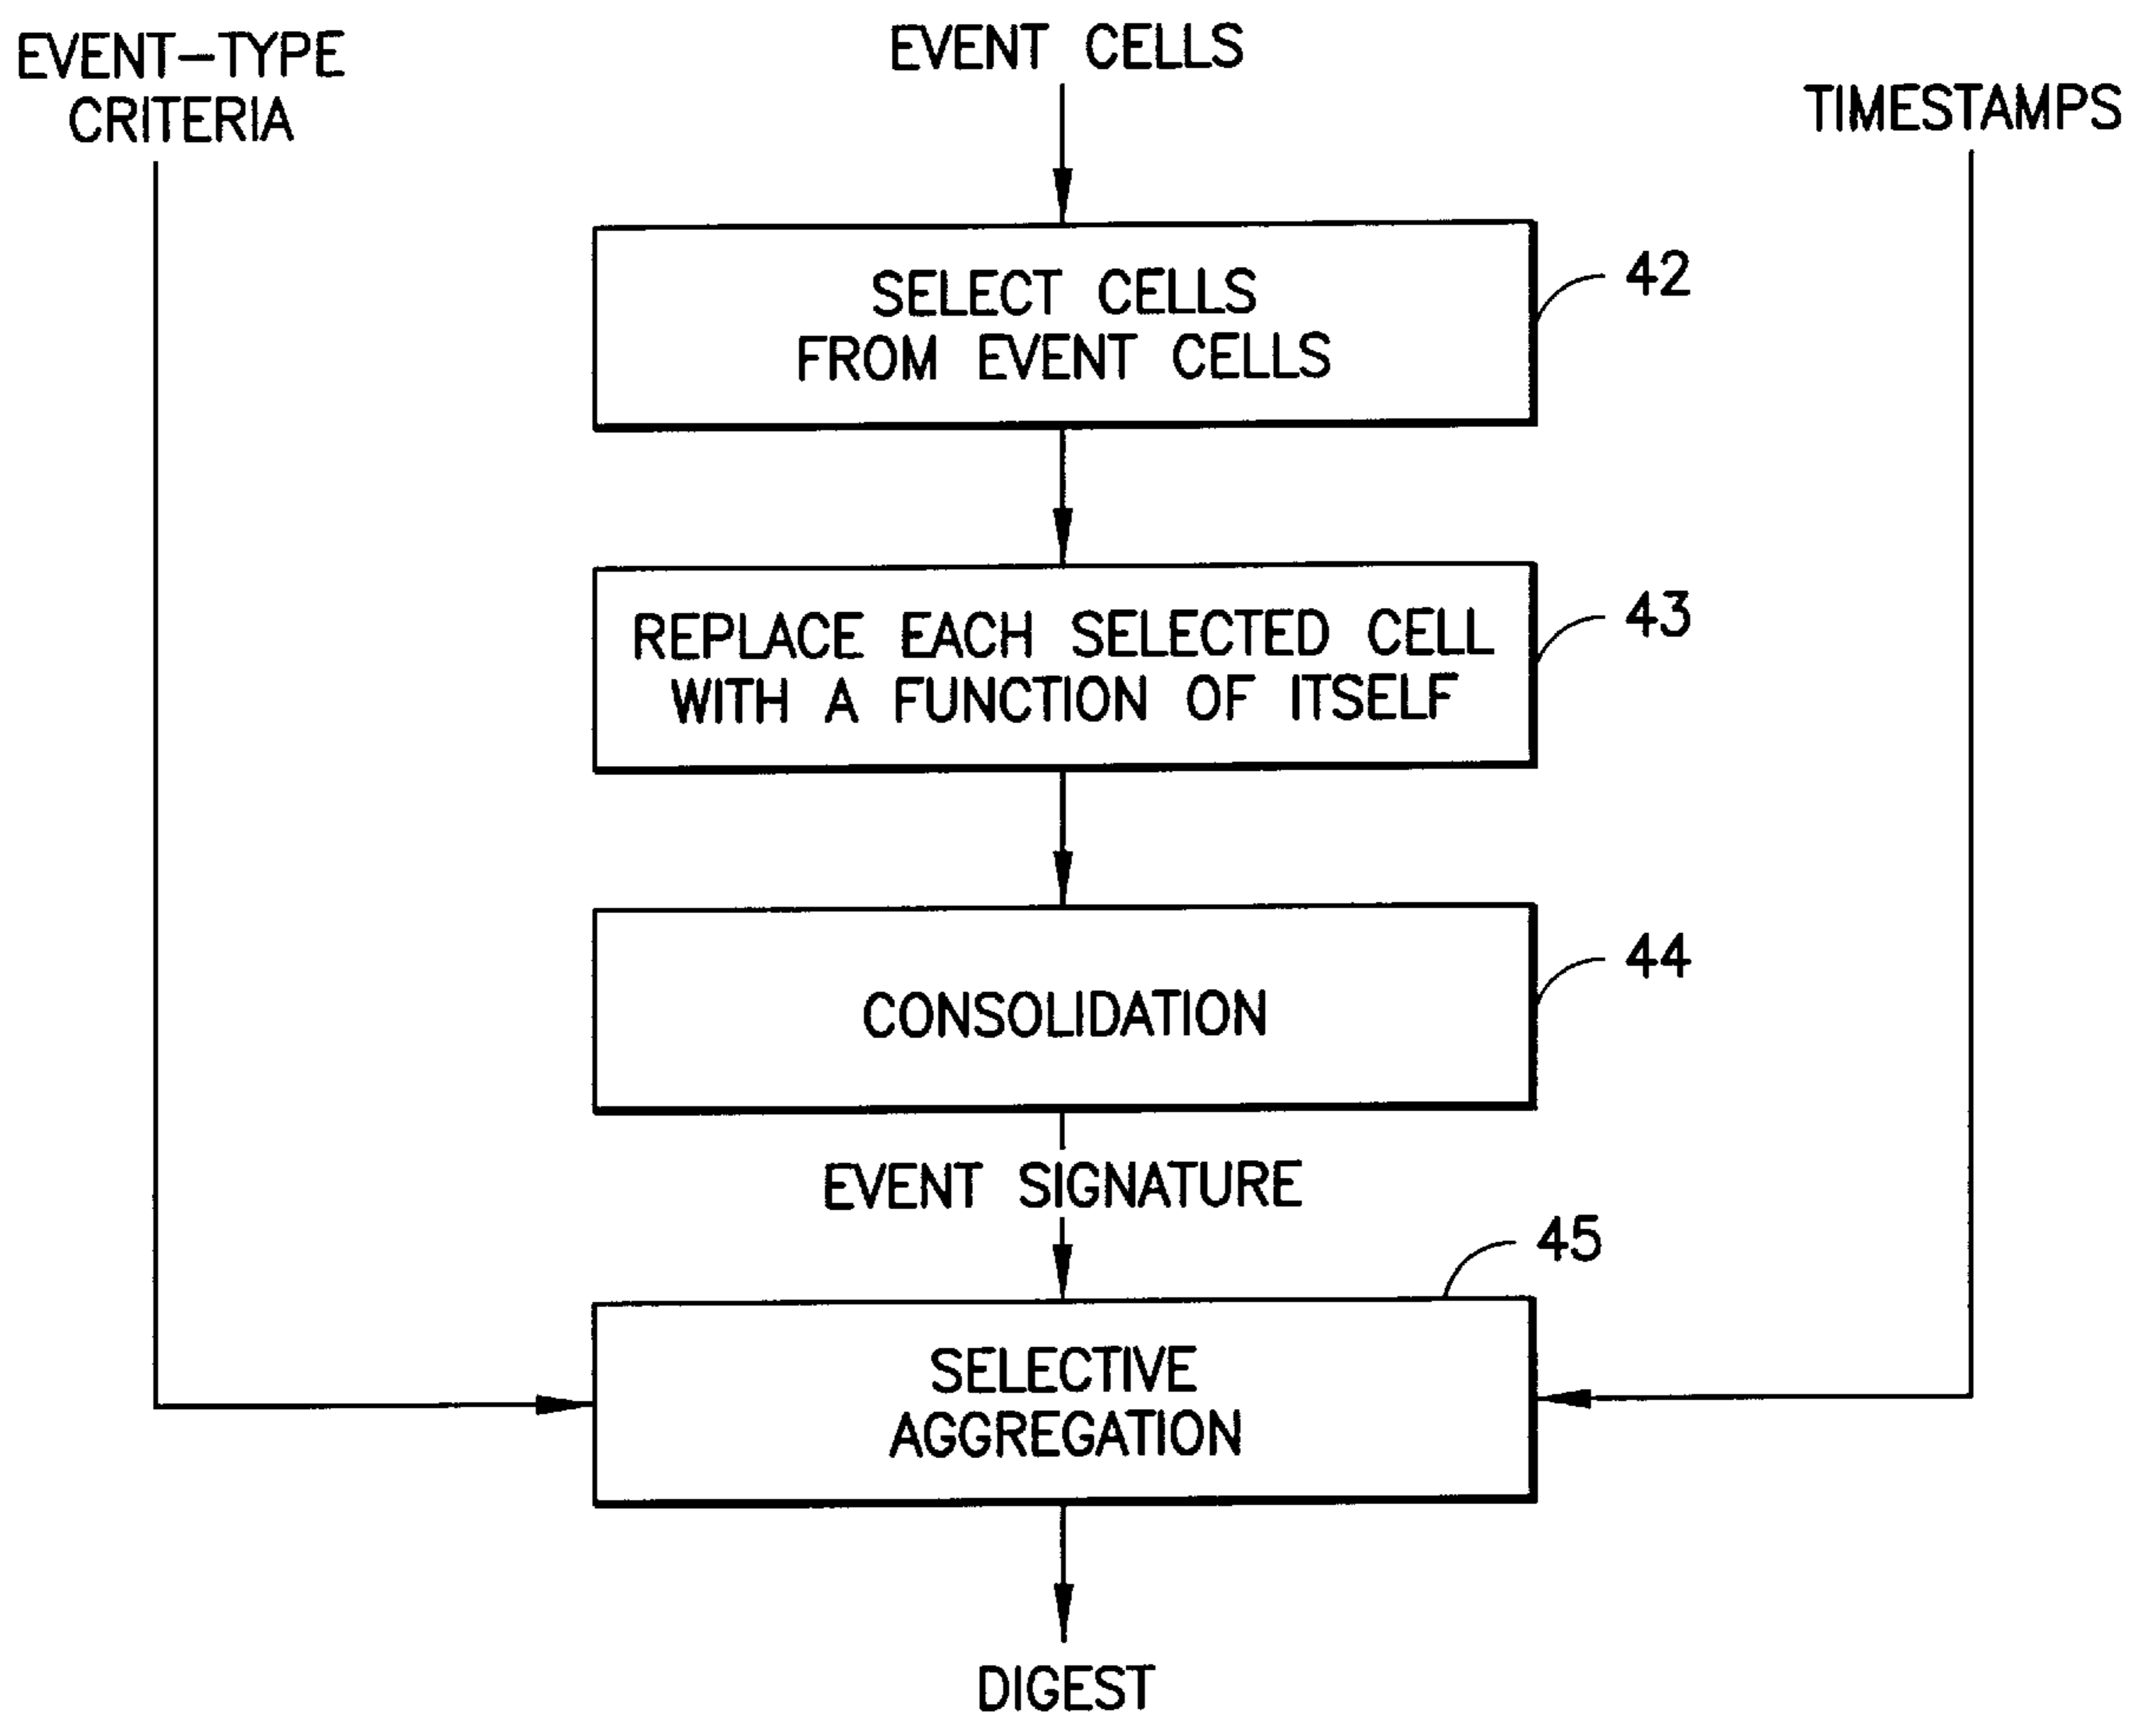 EVENT-TYPE
CRITERIA
EVENT CELLS
TIMESTAMPS
SELECT CELLS
FROM EVENT CELLS
42
REPLACE EACH SELECTED CELL
WITH A FUNCTION OF ITSELF
43
CONSOLIDATION
44
EVENT SIGNATURE
45
SELECTIVE
AGGREGATION
DIGEST